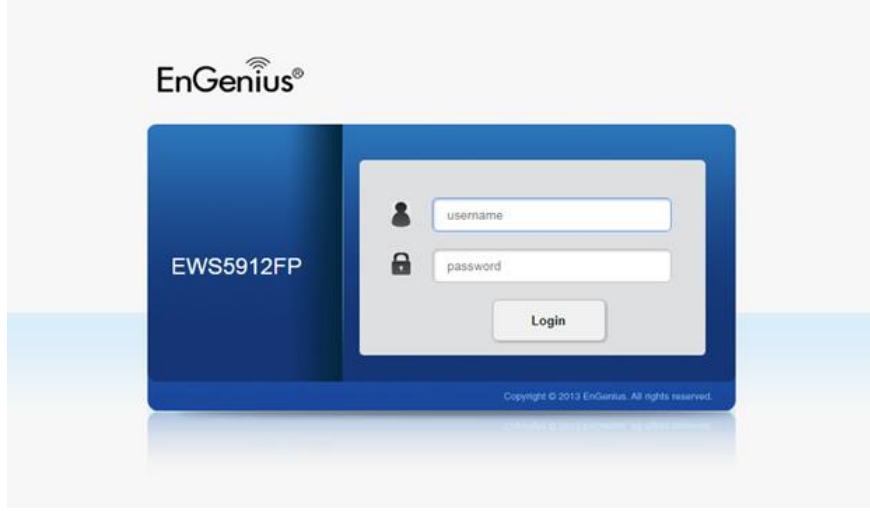 EnGenius®
EWS5912FP
username
password
Login
Copyright © 2013 EnGenius. All rights reserved.